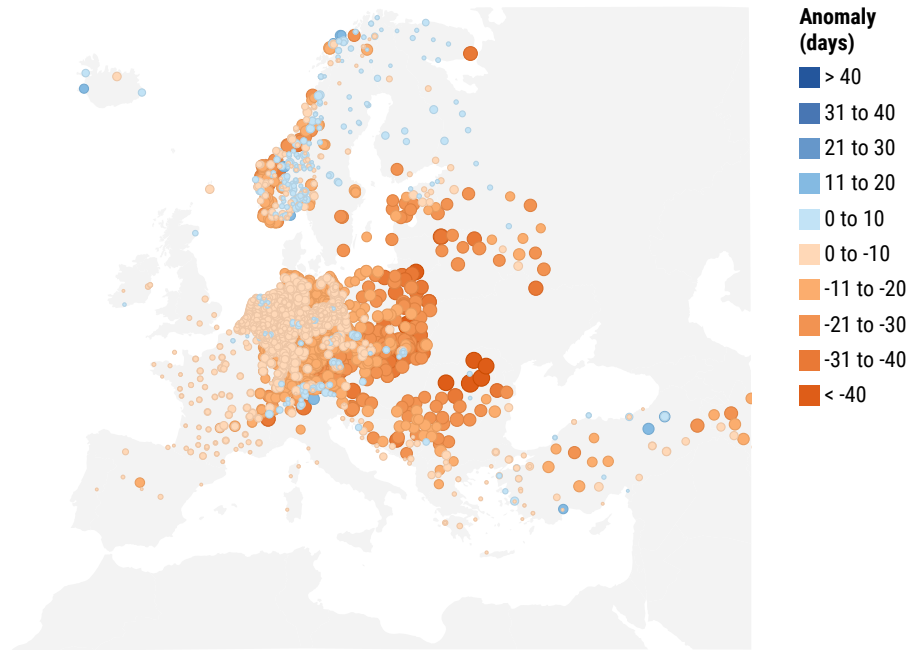 Anomaly
(days)
> 40
31 to 40
21 to 30
11 to 20
0 to 10
0 to -10
-11 to -20
-21 to -30
-31 to -40
< -40